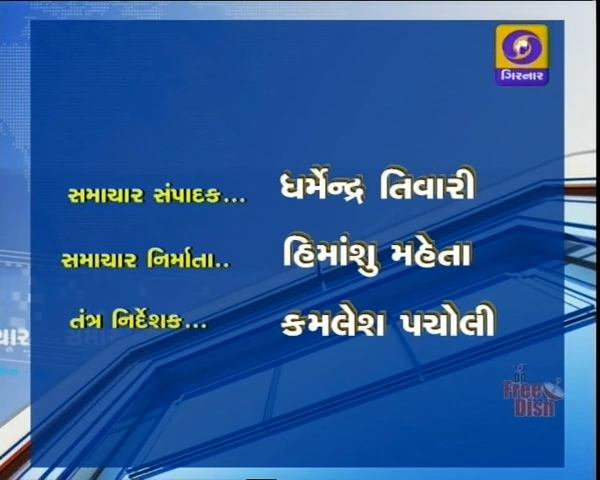 ગિરનાર
સમાચાર સંપાદક... ધર્મેન્દ્ર તિવારી
સમાચાર નિર્માતા.. હિમાંશુ મહેતા
તંત્ર નિર્દેશક... કમલેશ પચોલી
Free
Dish